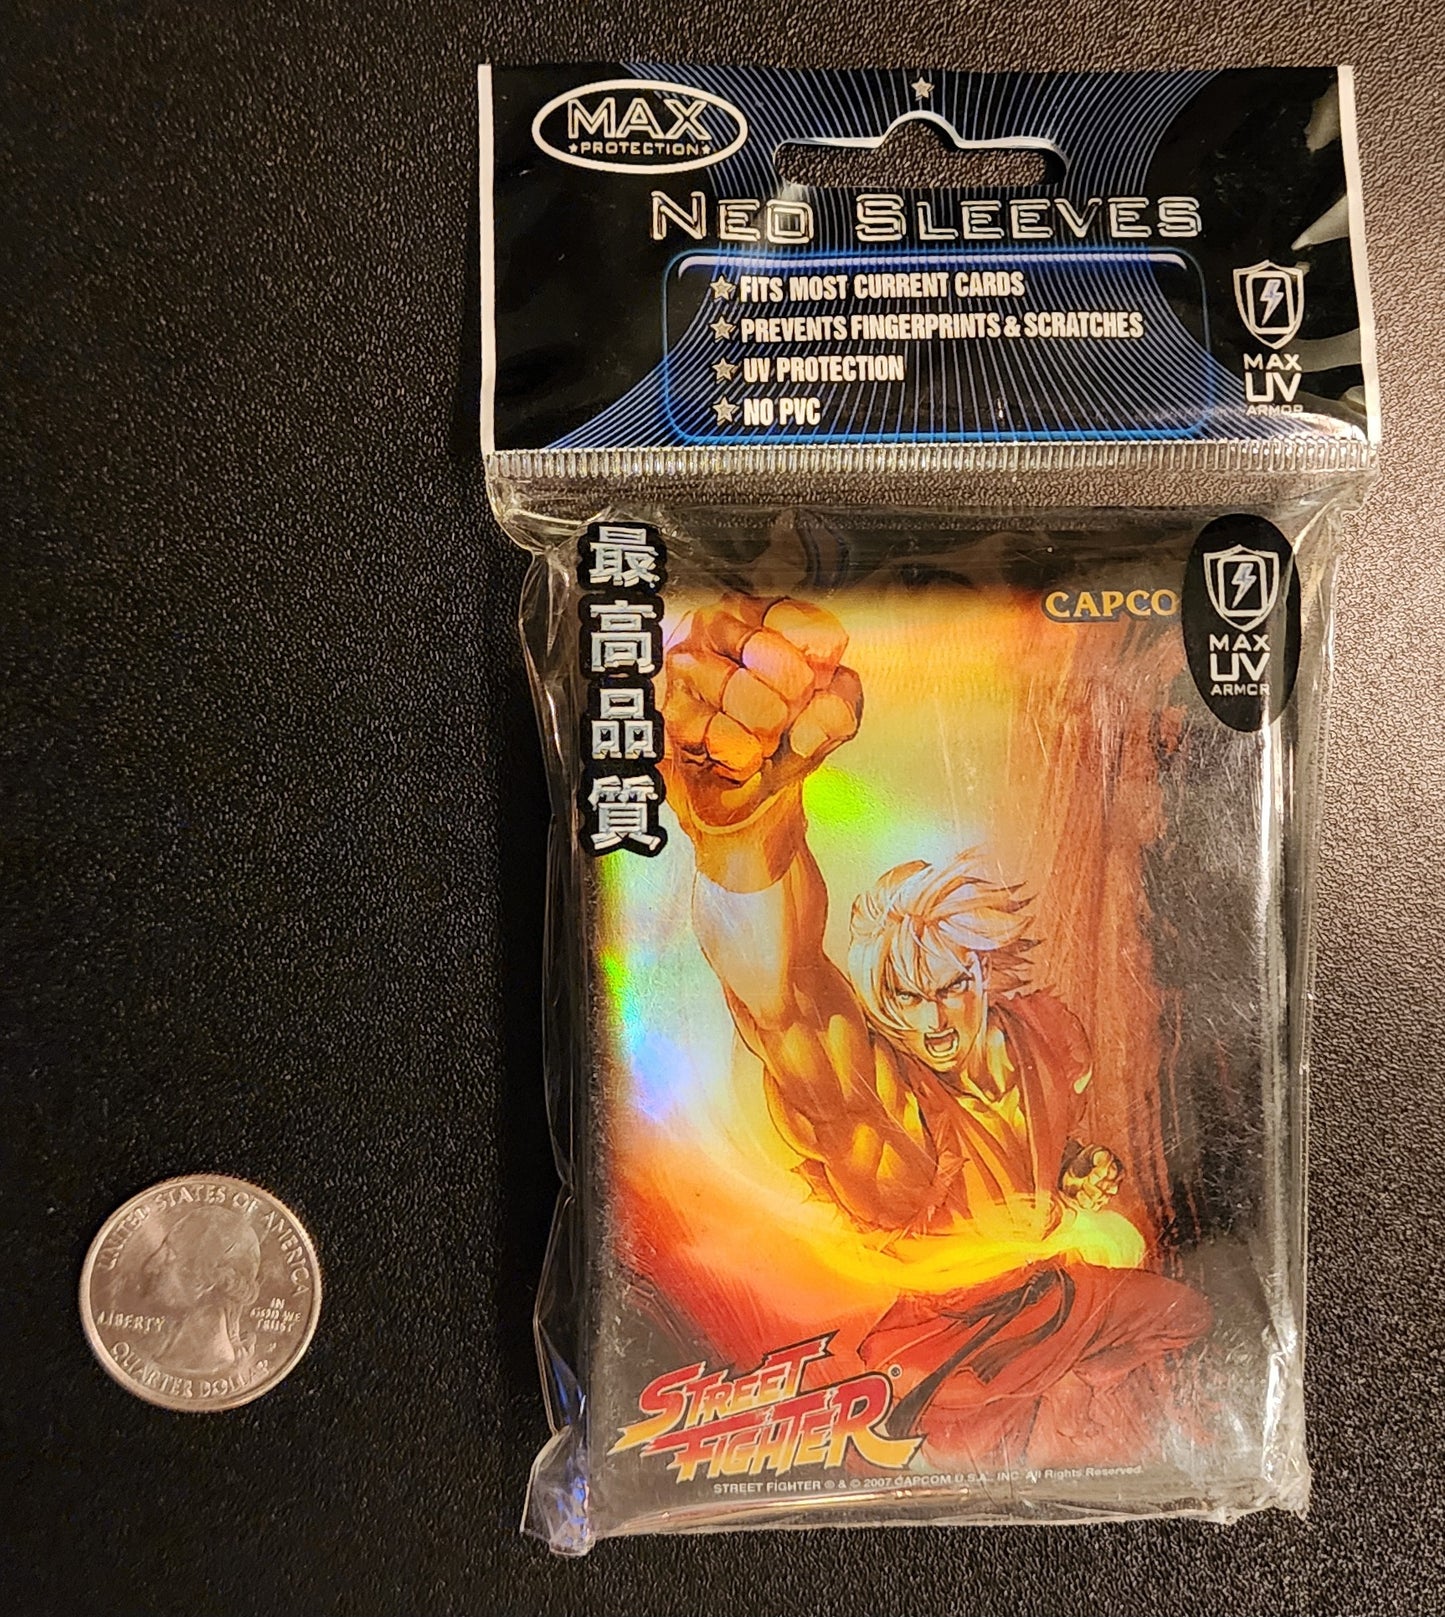 MAX
★PROTECTION★
NEO SLEEVES
FITS MOST CURRENT CARDS
PREVENTS FINGERPRINTS & SCRATCHES
UV PROTECTION
NO PVC
MAX
UV
ARMOR
最高品質
CAPCO
MAX
UV
ARMOR
STREET
FIGHTER®
STREET FIGHTER ® & © 2007 CAPCOM U.S.A., INC. All Rights Reserved.
UNITED STATES OF AMERICA
LIBERTY
IN
GOD WE
TRUST
QUARTER DOLLAR